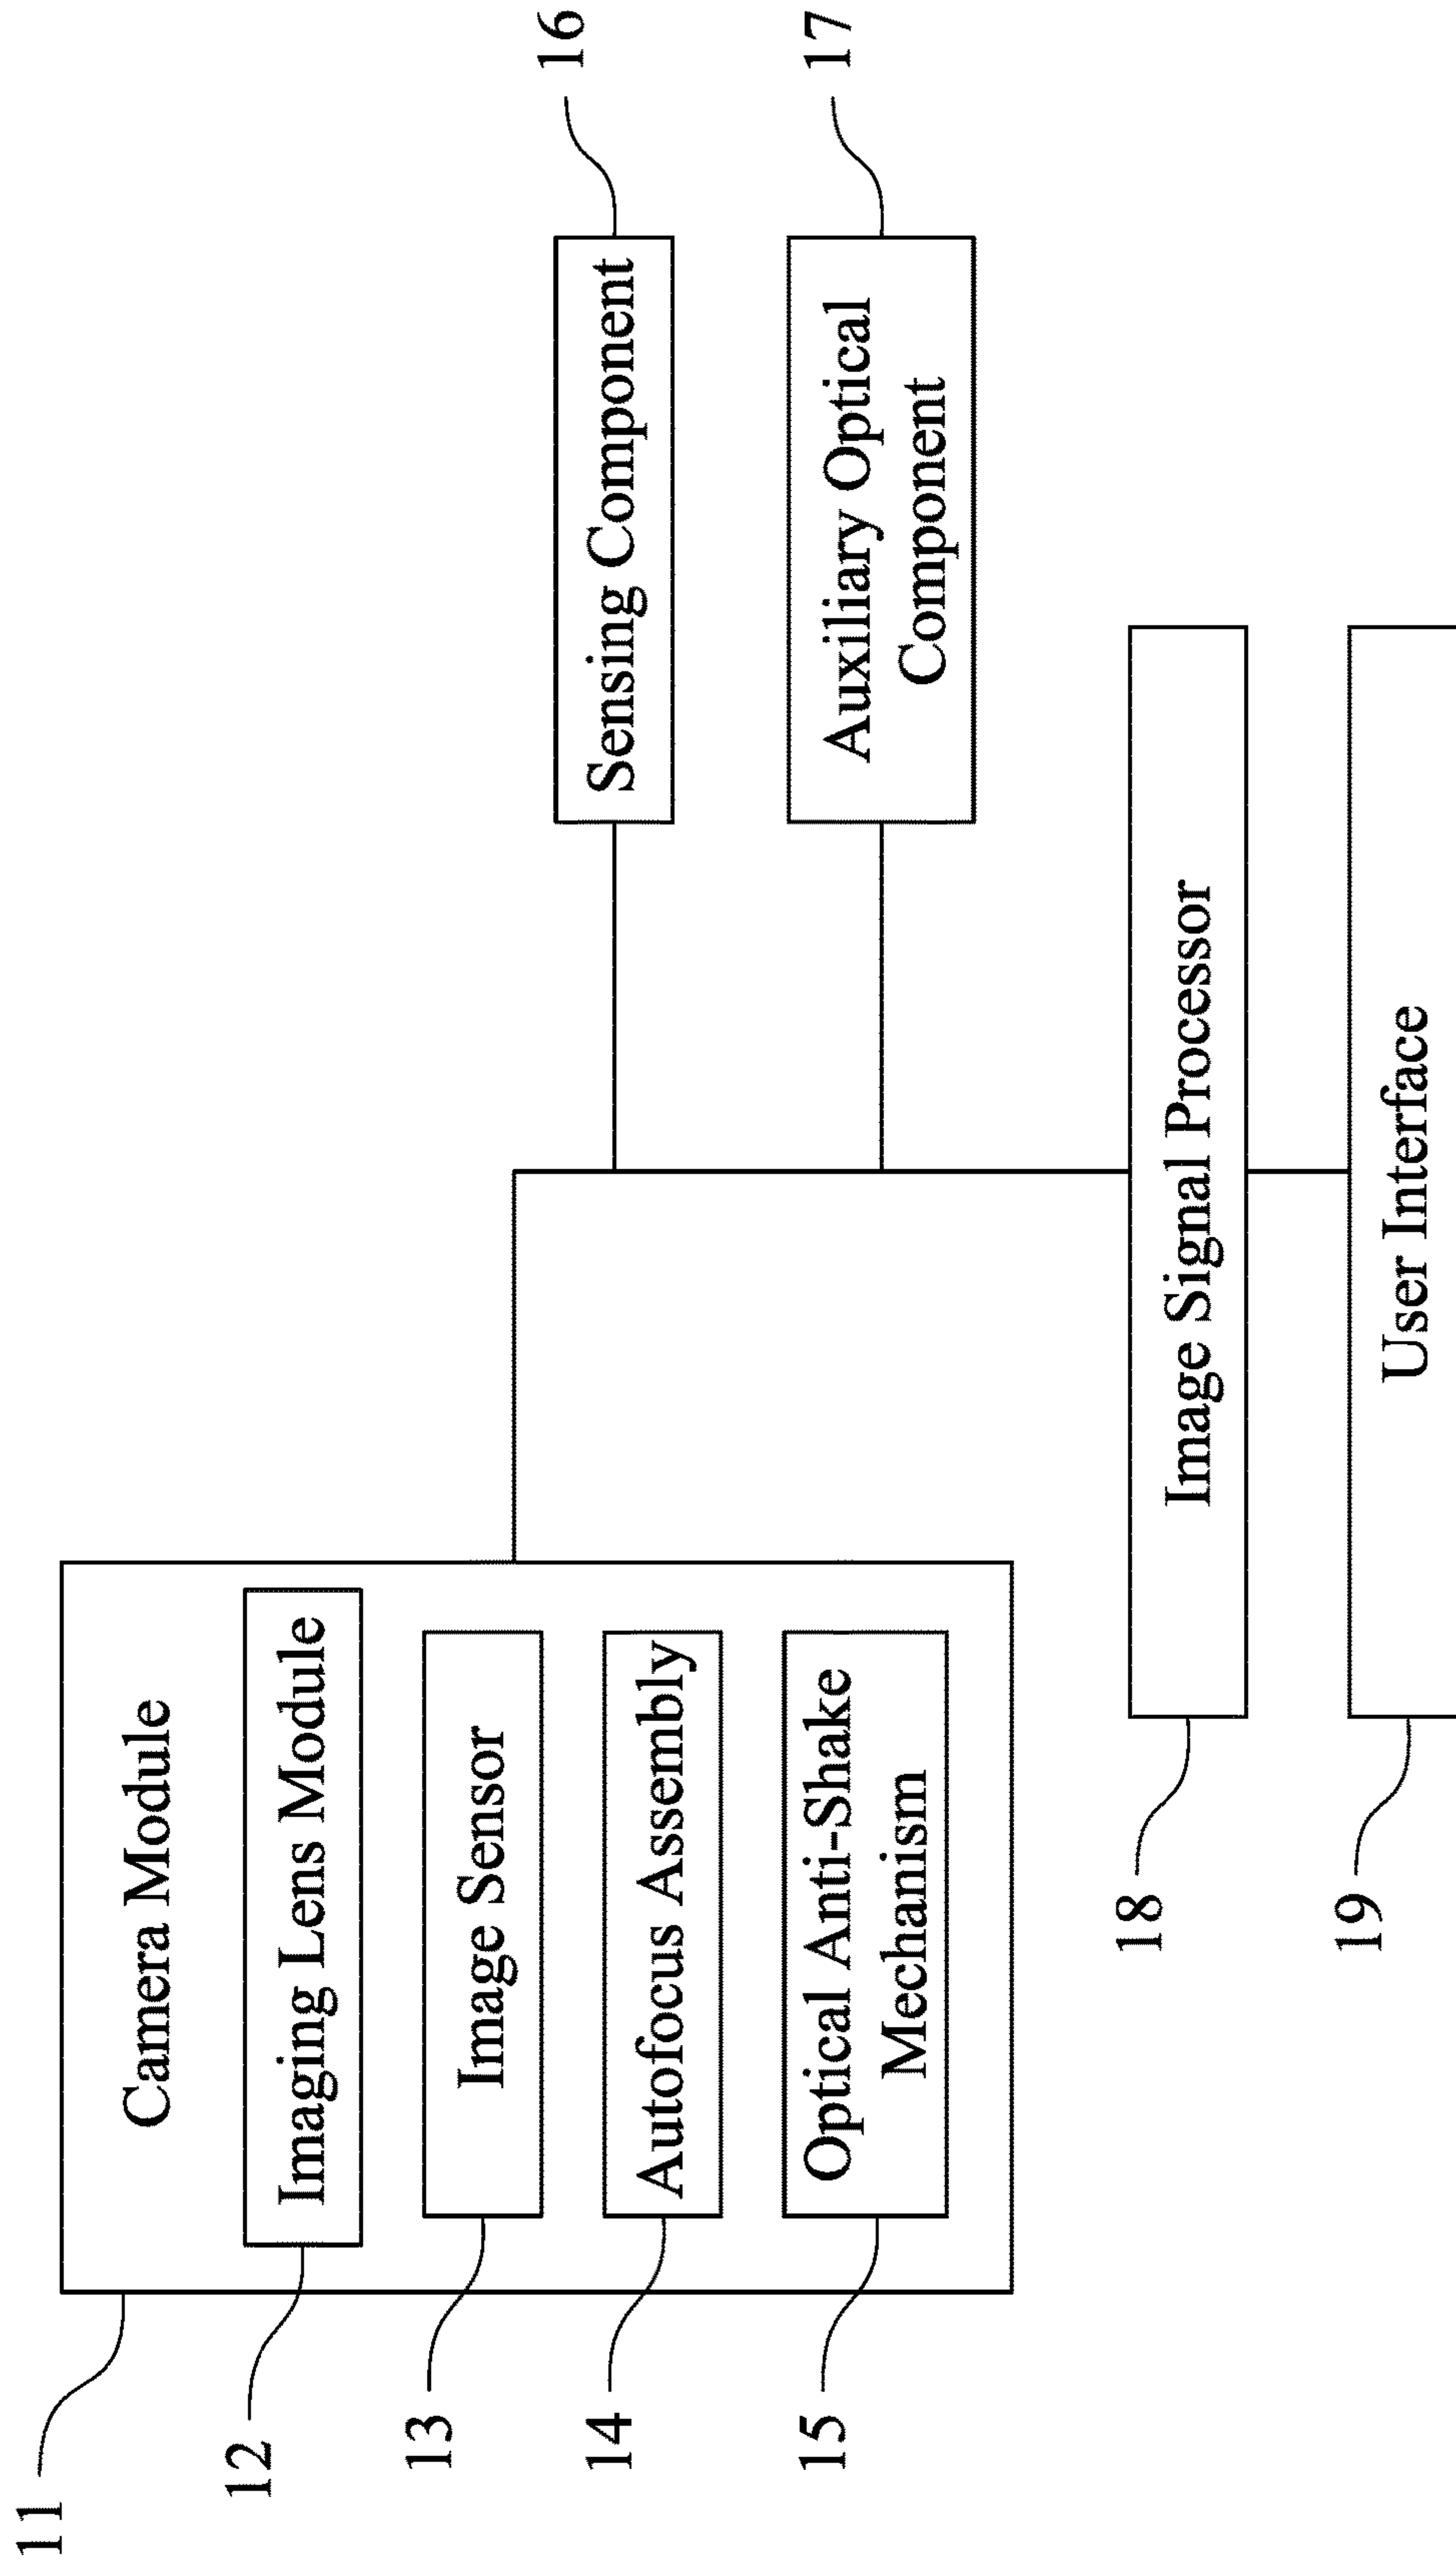 11
Camera Module
12
Imaging Lens Module
13
Image Sensor
14
Autofocus Assembly
15
Optical Anti-Shake
Mechanism
Sensing Component
16
Auxiliary Optical
Component
17
18
Image Signal Processor
19
User Interface